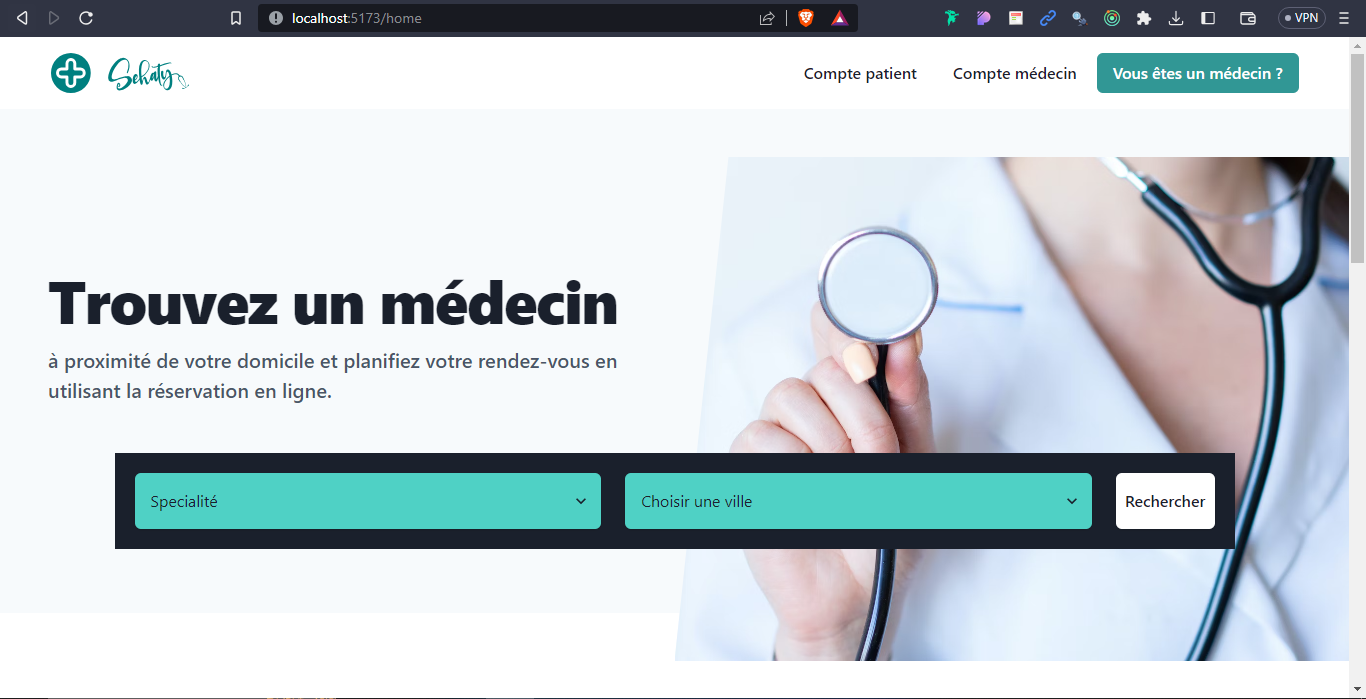 localhost:5173/home
VPN
Sehaty
Compte patient
Compte médecin
Vous êtes un médecin ?
Trouvez un médecin
à proximité de votre domicile et planifiez votre rendez-vous en
utilisant la réservation en ligne.
Specialité
Choisir une ville
Rechercher